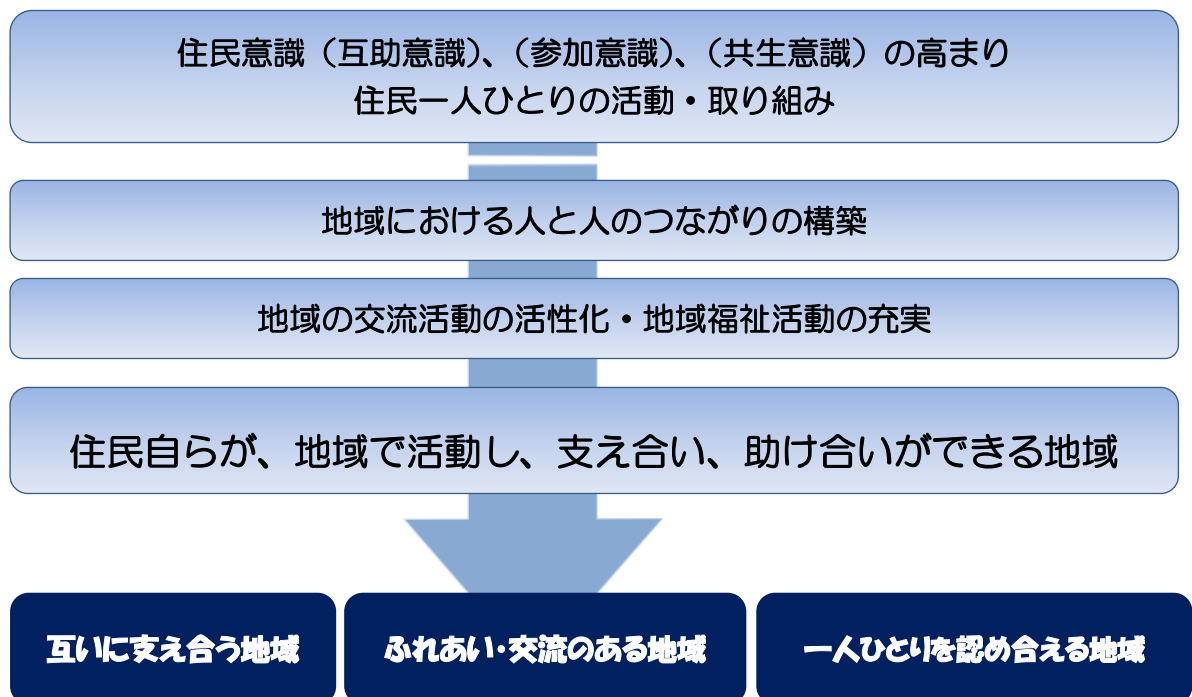 住民意識（互助意識）、（参加意識）、（共生意識）の高まり
住民一人ひとりの活動・取り組み
地域における人と人のつながりの構築
地域の交流活動の活性化・地域福祉活動の充実
住民自らが、地域で活動し、支え合い、助け合いができる地域
互いに支え合う地域
ふれあい・交流のある地域
一人ひとりを認め合える地域